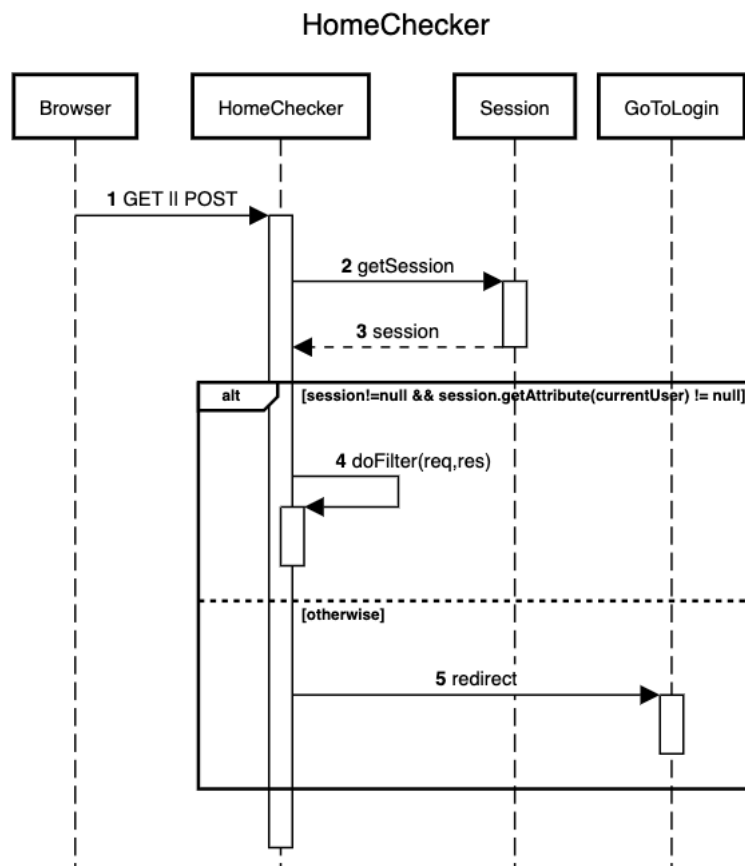 HomeChecker
Browser
HomeChecker
Session
GoToLogin
1 GET || POST
2 getSession
3 session
alt
[session!=null && session.getAttribute(currentUser) != null]
4 doFilter(req,res)
[otherwise]
5 redirect